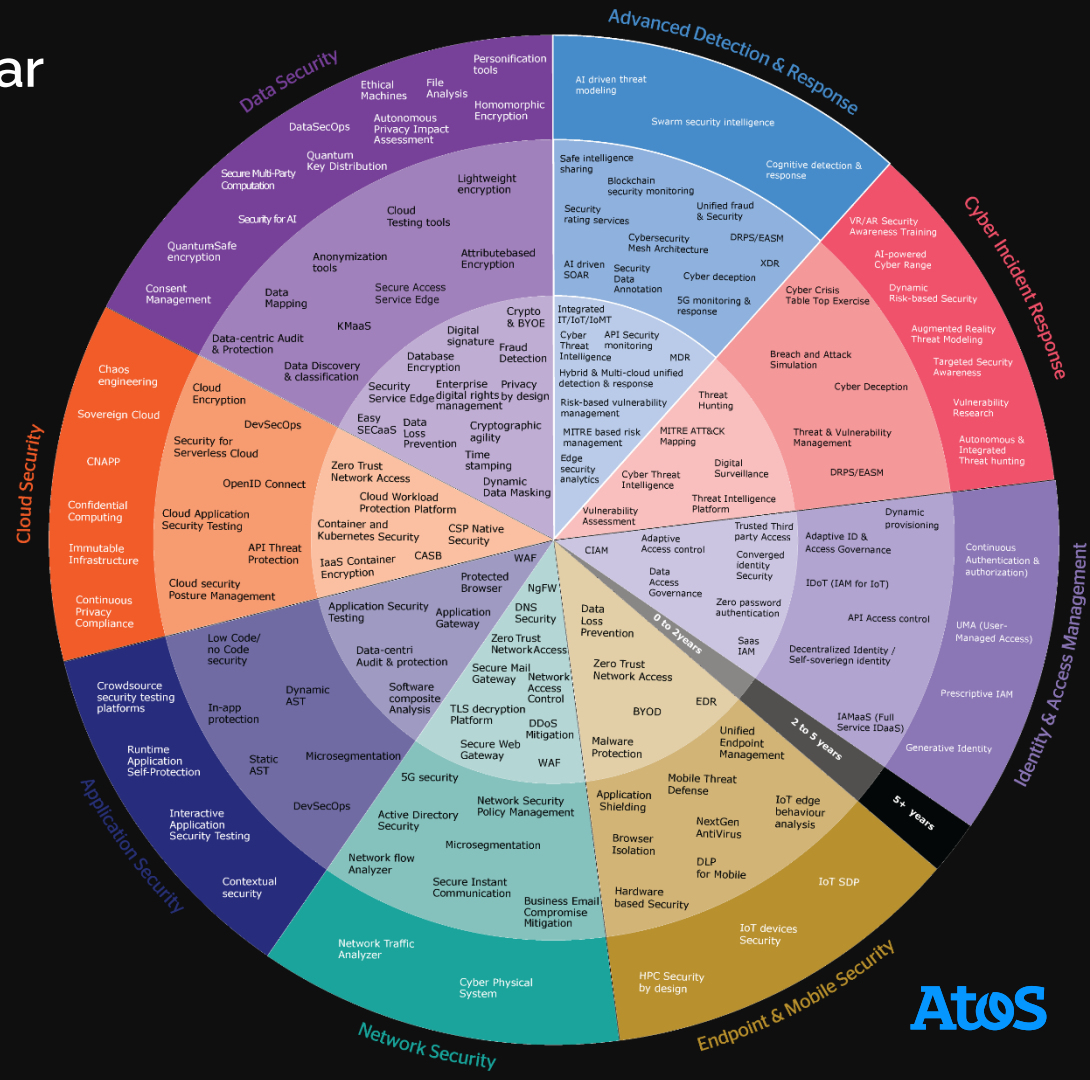 ar
Data Security
Personification
tools
Ethical
Machines
File
Analysis
Homomorphic
Encryption
DataSecOps
Autonomous
Privacy Impact
Assessment
Quantum
Key Distribution
Secure Multi-Party
Computation
Security for AI
QuantumSafe
encryption
Consent
Management
Lightweight
encryption
Cloud
Testing tools
Attributebased
Encryption
Anonymization
tools
Secure Access
Service Edge
Data
Mapping
KMaaS
Data-centric Audit
& Protection
Data Discovery
& classification
Crypto
& BYOE
Digital
signature
Fraud
Detection
Database
Encryption
Security
Service Edge
Enterprise
digital rights
management
Privacy
by design
Easy
SECaaS
Data
Loss
Prevention
Cryptographic
agility
Time
stamping
Dynamic
Data Masking
Advanced Detection & Response
AI driven threat
modeling
Swarm security intelligence
Cognitive detection &
response
Safe intelligence
sharing
Blockchain
security monitoring
Security
rating services
Unified fraud
& Security
Cybersecurity
Mesh Architecture
DRPS/EASM
XDR
AI driven
SOAR
Security
Data
Annotation
Cyber deception
5G monitoring &
response
Integrated
IT/IoT/IoMT
Cyber
Threat
Intelligence
API Security
monitoring
MDR
Hybrid & Multi-cloud unified
detection & response
Risk-based vulnerability
management
MITRE based risk
management
Edge
security
analytics
Cyber Incident Response
VR/AR Security
Awareness Training
AI-powered
Cyber Range
Dynamic
Risk-based Security
Augmented Reality
Threat Modeling
Targeted Security
Awareness
Vulnerability
Research
Autonomous &
Integrated
Threat hunting
Cyber Crisis
Table Top Exercise
Breach and Attack
Simulation
Cyber Deception
Threat & Vulnerability
Management
DRPS/EASM
Threat
Hunting
MITRE ATT&CK
Mapping
Digital
Surveillance
Cyber Threat
Intelligence
Threat Intelligence
Platform
Vulnerability
Assessment
Identity & Access Management
Continuous
Authentication &
authorization)
UMA (User-
Managed Access)
Prescriptive IAM
Generative Identity
Dynamic
provisioning
Adaptive ID &
Access Governance
IDoT (IAM for IoT)
API Access control
Decentralized Identity /
Self-soveriegn identity
IAMaaS (Full
Service IDaaS)
Trusted Third
party Access
Adaptive
Access control
CIAM
Converged
identity
Security
Data
Access
Governance
Zero password
authentication
Saas
IAM
0 to 2years
2 to 5 years
5+ years
Endpoint & Mobile Security
Data
Loss
Prevention
Zero Trust
Network Access
EDR
BYOD
Malware
Protection
Unified
Endpoint
Management
Mobile Threat
Defense
Application
Shielding
IoT edge
behaviour
analysis
NextGen
AntiVirus
Browser
Isolation
DLP
for Mobile
Hardware
based Security
IoT SDP
IoT devices
Security
HPC Security
by design
Network Security
NgFW
DNS
Security
Zero Trust
NetworkAccess
Secure Mail
Gateway
Network
Access
Control
TLS decryption
Platform
DDoS
Mitigation
Secure Web
Gateway
WAF
5G security
Network Security
Policy Management
Active Directory
Security
Microsegmentation
Network flow
Analyzer
Secure Instant
Communication
Business Email
Compromise
Mitigation
Network Traffic
Analyzer
Cyber Physical
System
Application Security
WAF
Protected
Browser
Application Security
Testing
Application
Gateway
Data-centri
Audit & protection
Software
composite
Analysis
Low Code/
no Code
security
Dynamic
AST
In-app
protection
Static
AST
Microsegmentation
DevSecOps
Crowdsource
security testing
platforms
Runtime
Application
Self-Protection
Interactive
Application
Security Testing
Contextual
security
Cloud Security
Chaos
engineering
Sovereign Cloud
CNAPP
Confidential
Computing
Immutable
Infrastructure
Continuous
Privacy
Compliance
Cloud
Encryption
DevSecOps
Security for
Serverless Cloud
OpenID Connect
Cloud Application
Security Testing
API Threat
Protection
Cloud security
Posture Management
Zero Trust
Network Access
Cloud Workload
Protection Platform
Container and
Kubernetes Security
CSP Native
Security
CASB
IaaS Container
Encryption
Atos